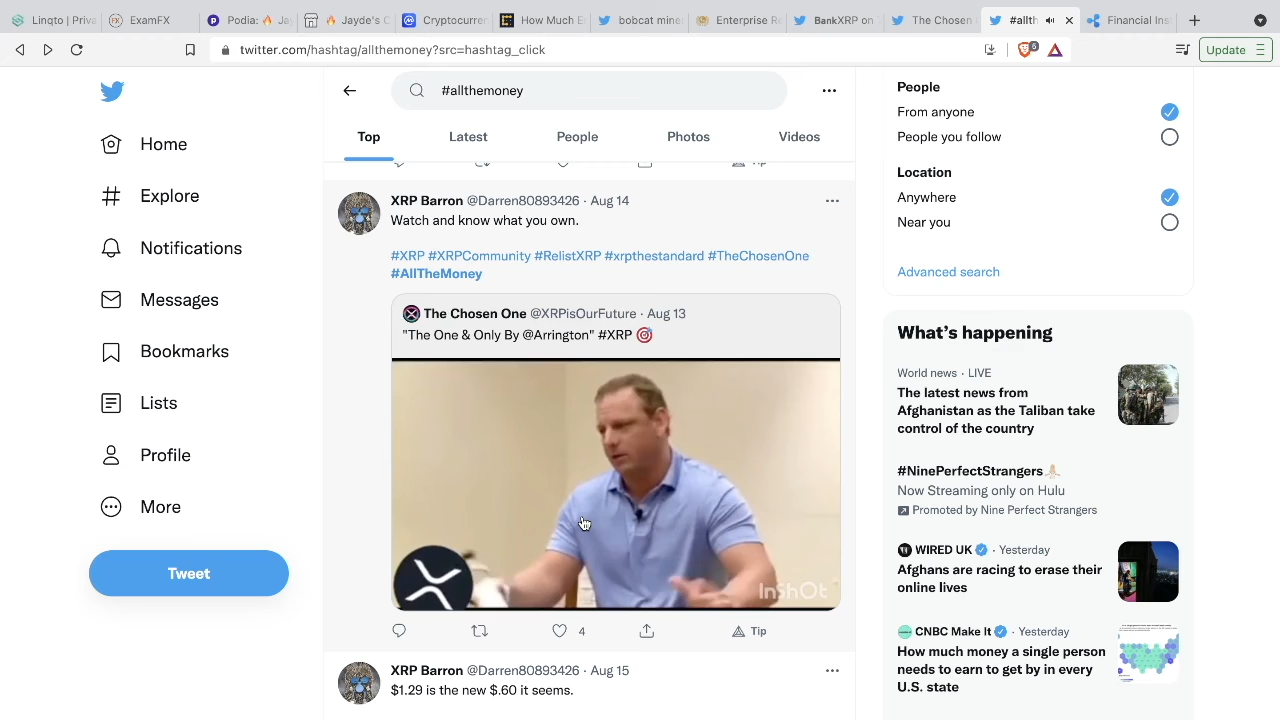 Linqto | Priva
ExamFX
Podia: 🔥 Ja
🔥 Jayde's C
Cryptocurren
How Much E
bobcat mine
Enterprise R
BankXRP on
The Chosen
#allth
Financial Ins
twitter.com/hashtag/allthemoney?src=hashtag_click
6
Update
Home
Explore
Notifications
Messages
Bookmarks
Lists
Profile
More
Tweet
#allthemoney
Top
Latest
People
Photos
Videos
XRP Barron @Darren80893426 · Aug 14
Watch and know what you own.
#XRP #XRPCommunity #RelistXRP #xrpthestandard #TheChosenOne
#AllTheMoney
The Chosen One @XRPisOurFuture · Aug 13
"The One & Only By @Arrington" #XRP 🎯
InShOt
4
Tip
XRP Barron @Darren80893426 · Aug 15
$1.29 is the new $.60 it seems.
People
From anyone
People you follow
Location
Anywhere
Near you
Advanced search
What's happening
World news · LIVE
The latest news from
Afghanistan as the Taliban take
control of the country
#NinePerfectStrangers
Now Streaming only on Hulu
Promoted by Nine Perfect Strangers
WIRED UK · Yesterday
Afghans are racing to erase their
online lives
CNBC Make It · Yesterday
How much money a single person
needs to earn to get by in every
U.S. state